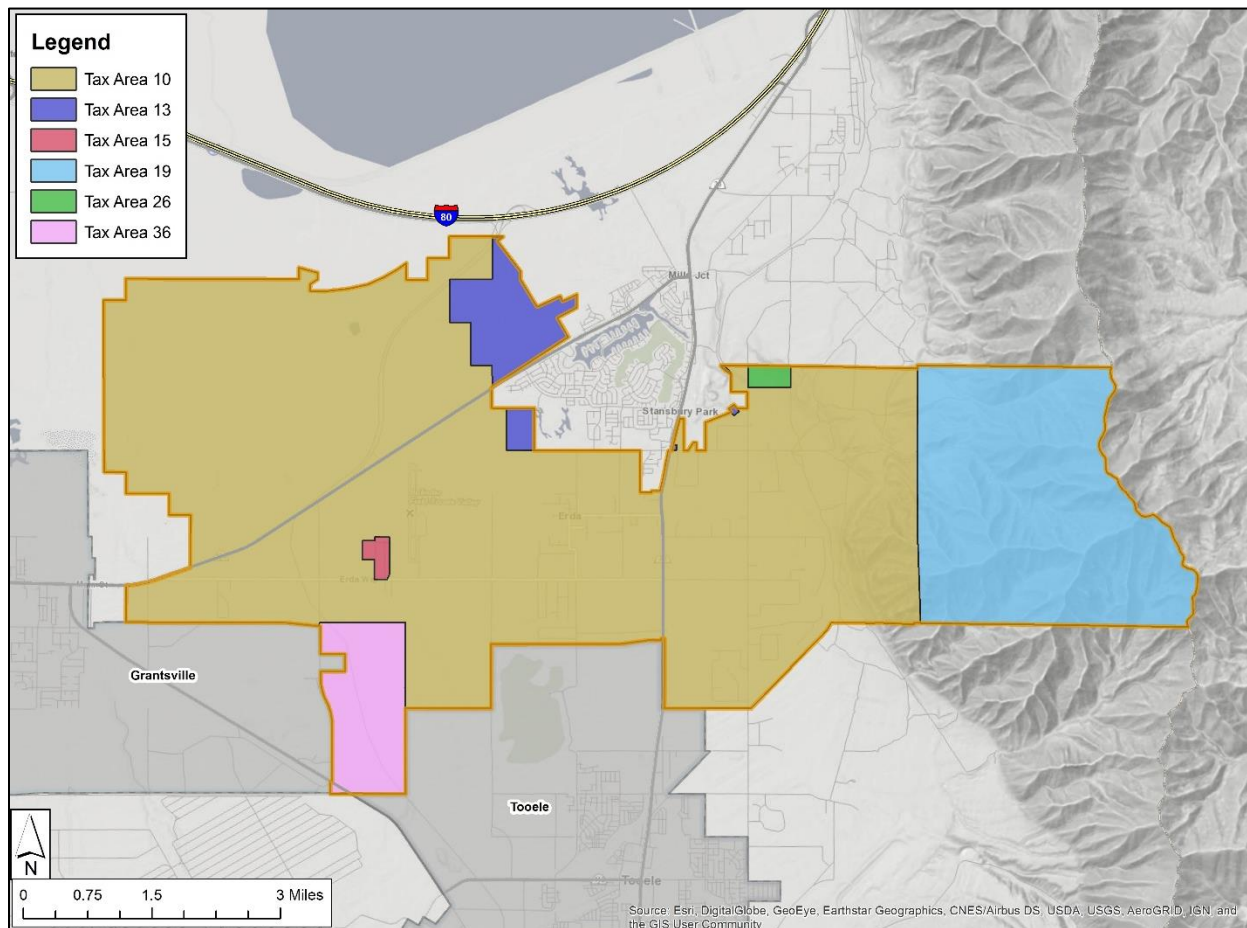 Legend
Tax Area 10
Tax Area 13
Tax Area 15
Tax Area 19
Tax Area 26
Tax Area 36
80
Mills Jct
Stansbury Park
Erda
Erda Way
Grantsville
Tooele
Tooele
N
0 0.75 1.5 3 Miles
Source: Esri, DigitalGlobe, GeoEye, Earthstar Geographics, CNES/Airbus DS, USDA, USGS, AeroGRID, IGN, and
the GIS User Community